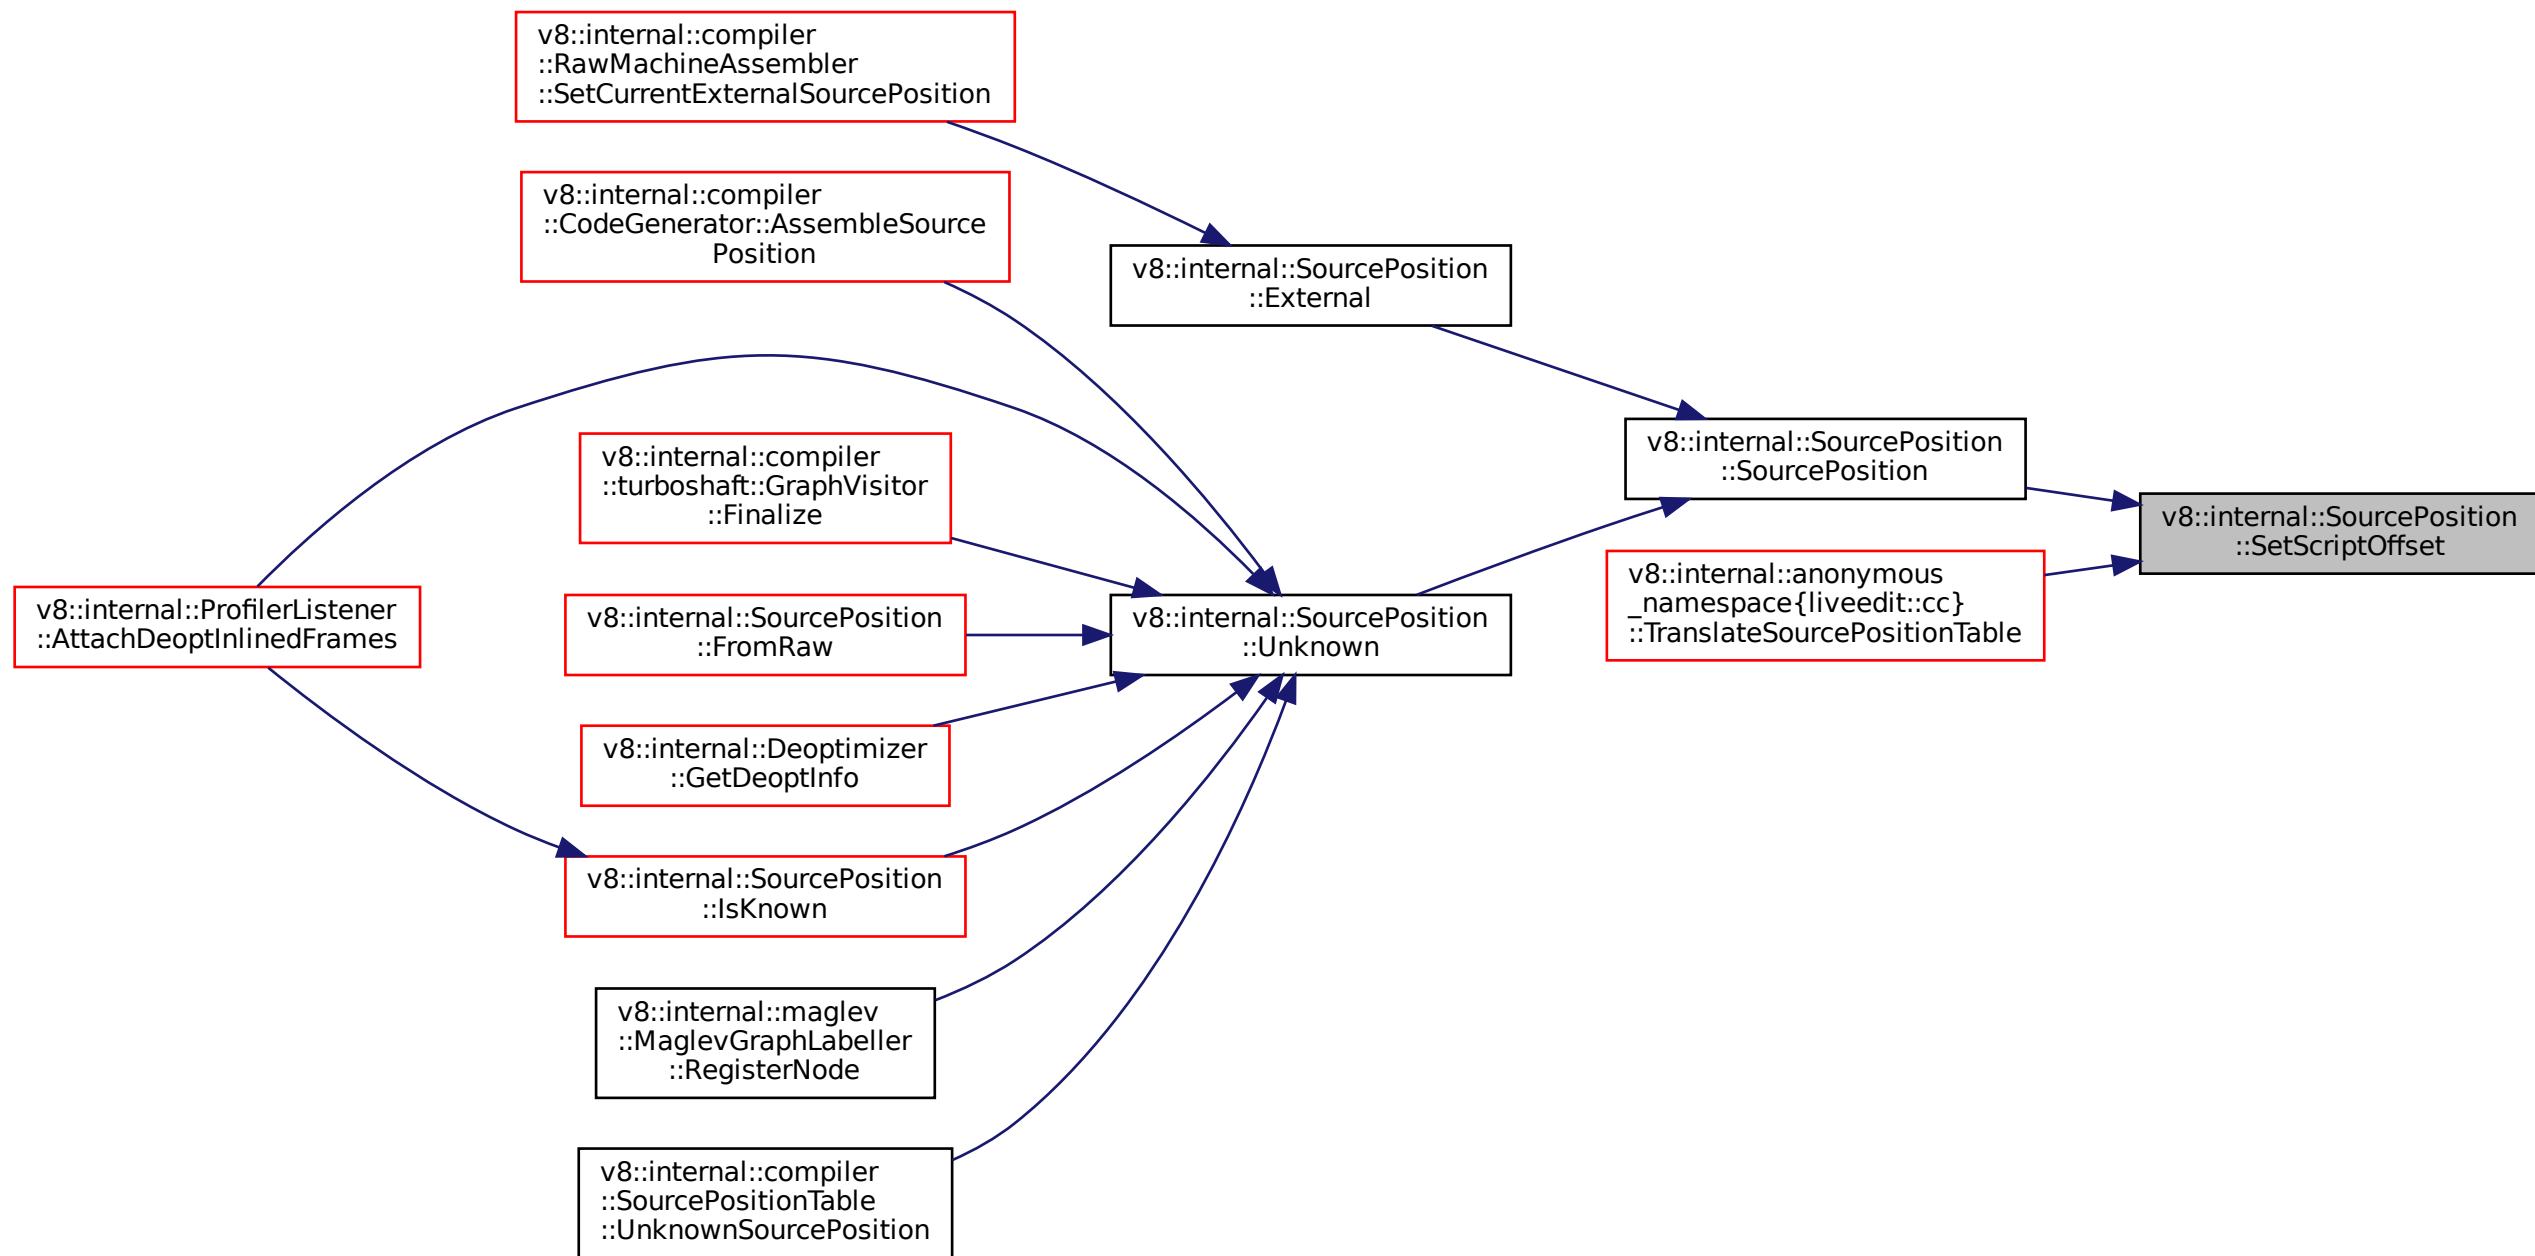 v8::internal::compiler
::RawMachineAssembler
::SetCurrentExternalSourcePosition
v8::internal::compiler
::CodeGenerator::AssembleSource
Position
v8::internal::SourcePosition
::External
v8::internal::SourcePosition
::SourcePosition
v8::internal::compiler
::turboshaft::GraphVisitor
::Finalize
v8::internal::SourcePosition
::SetScriptOffset
v8::internal::ProfilerListener
::AttachDeoptInlinedFrames
v8::internal::SourcePosition
::FromRaw
v8::internal::SourcePosition
::Unknown
v8::internal::anonymous
_namespace{liveedit::cc}
::TranslateSourcePositionTable
v8::internal::Deoptimizer
::GetDeoptInfo
v8::internal::SourcePosition
::IsKnown
v8::internal::maglev
::MaglevGraphLabeller
::RegisterNode
v8::internal::compiler
::SourcePositionTable
::UnknownSourcePosition